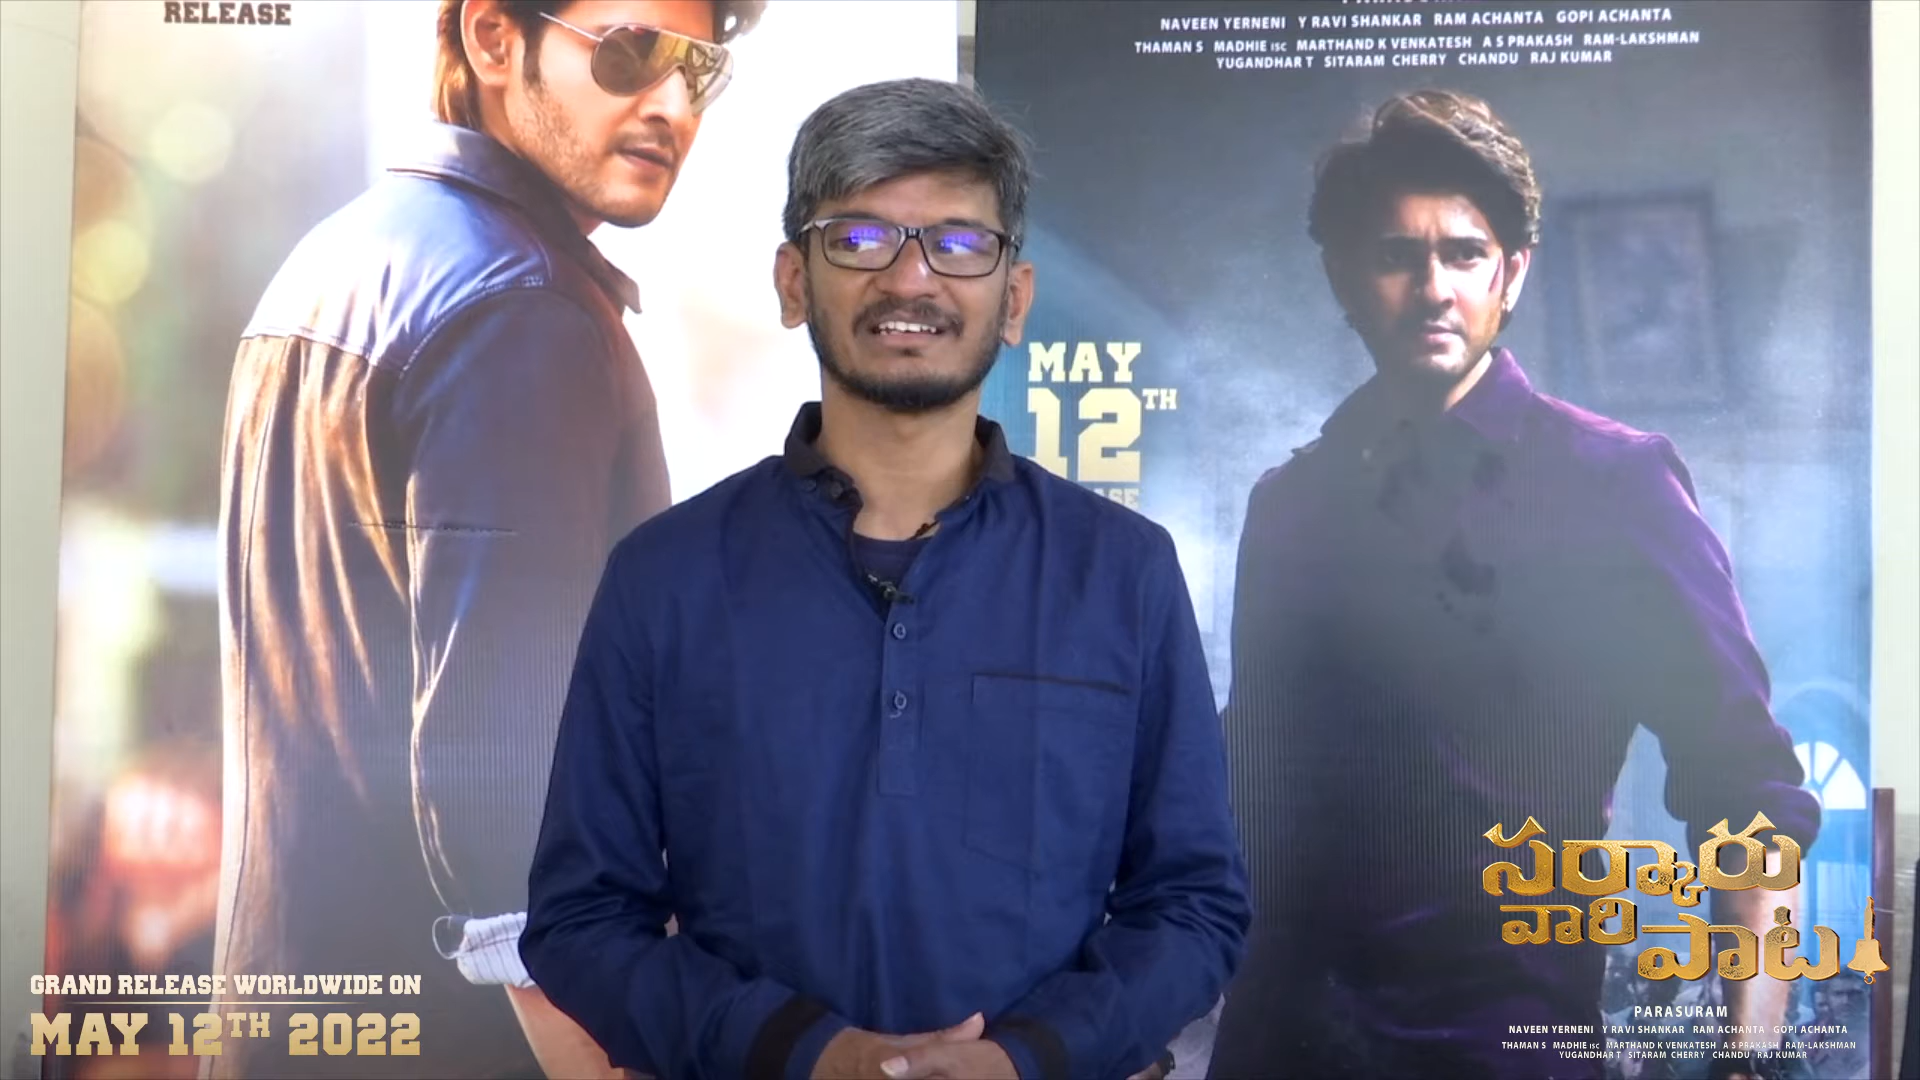 RELEASE
NAVEEN YERNENI Y RAVI SHANKAR RAM ACHANTA GOPI ACHANTA
THAMAN S MADHIE ISC MARTHAND K VENKATESH A S PRAKASH RAM-LAKSHMAN
YUGANDHAR T SITARAM CHERRY CHANDU RAJ KUMAR
MAY
12TH
GRAND RELEASE WORLDWIDE ON
MAY 12TH 2022
సర్కారు
వారి పాట
PARASURAM
NAVEEN YERNENI Y RAVI SHANKAR RAM ACHANTA GOPI ACHANTA
THAMAN S MADHIE ISC MARTHAND K VENKATESH A S PRAKASH RAM-LAKSHMAN
YUGANDHAR T SITARAM CHERRY CHANDU RAJ KUMAR